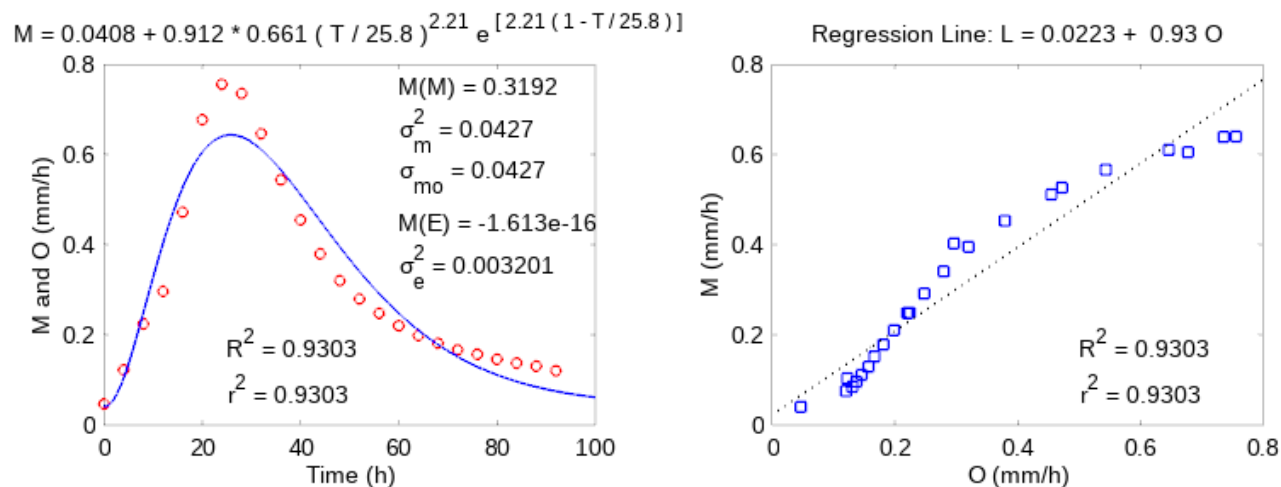 M = 0.0408 + 0.912 * 0.661 ( T / 25.8 )^2.21 e^[ 2.21 ( 1 - T / 25.8 ) ]
0.8
0.6
0.4
0.2
0
M and O (mm/h)
0 20 40 60 80 100
Time (h)
M(M) = 0.3192
σ²m = 0.0427
σmo = 0.0427
M(E) = -1.613e-16
σ²e = 0.003201
R² = 0.9303
r² = 0.9303
Regression Line: L = 0.0223 + 0.93 O
0.8
0.6
0.4
0.2
0
M (mm/h)
0 0.2 0.4 0.6 0.8
O (mm/h)
R² = 0.9303
r² = 0.9303